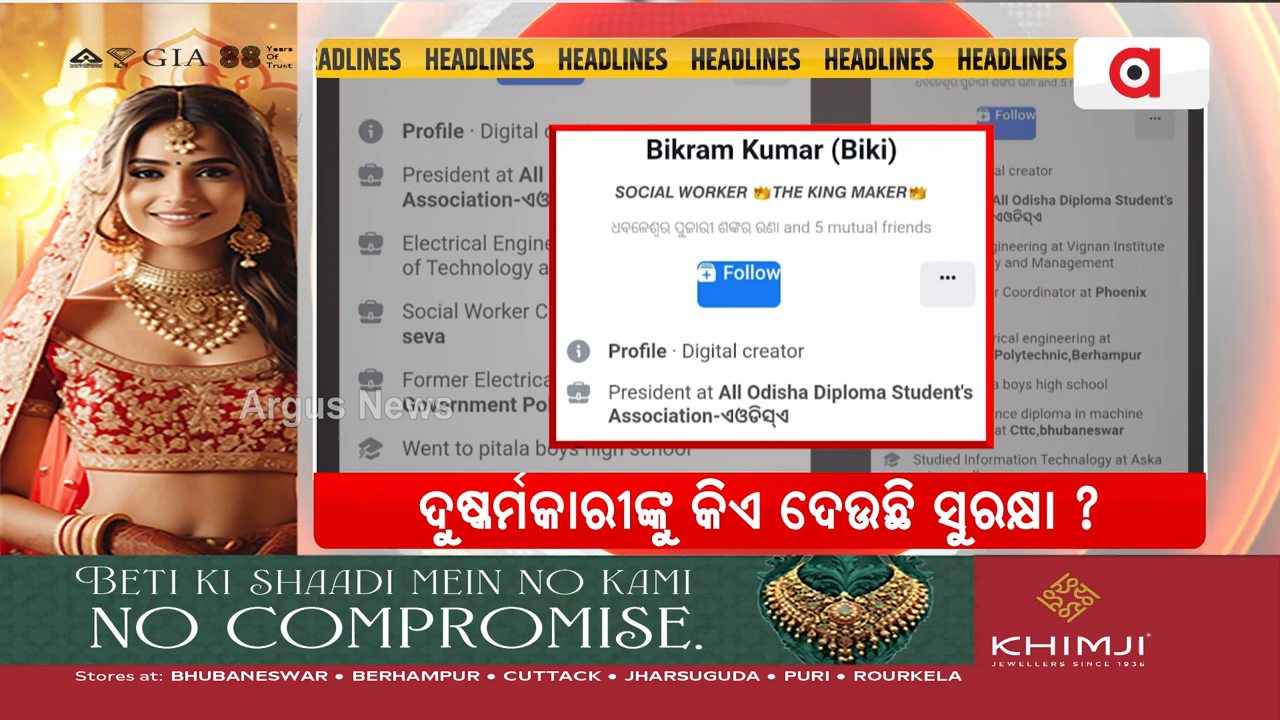 GIA 88 Years Of Trust
EADLINES HEADLINES HEADLINES HEADLINES HEADLINES HEADLINES
a
Profile · Digital
President at All
Association-ଏଓ
Electrical Engine
of Technology a
Social Worker C
seva
Former Electrica
Government Pol
Went to pitala boys high school
Argus News
Bikram Kumar (Biki)
SOCIAL WORKER 👑THE KING MAKER👑
ଧବଳେଶ୍ୱର ପୁଜାରୀ ଶଙ୍କର ରଣା and 5 mutual friends
Follow
Profile · Digital creator
President at All Odisha Diploma Student's
Association-ଏଓଡିସ୍ଏ
Follow
al creator
All Odisha Diploma Student's
ଏଓଡିସ୍ଏ
gineering at Vignan Institute
y and Management
r Coordinator at Phoenix
rical engineering at
Polytechnic,Berhampur
a boys high school
nce diploma in machine
at Cttc,bhubaneswar
Studied Information Technalogy at Aska
ଦୁଷ୍କର୍ମକାରୀଙ୍କୁ କିଏ ଦେଉଛି ସୁରକ୍ଷା ?
BETI KI SHAADI MEIN NO KAMI
NO COMPROMISE.
KHIMJI
JEWELLERS SINCE 1936
Stores at: BHUBANESWAR • BERHAMPUR • CUTTACK • JHARSUGUDA • PURI • ROURKELA